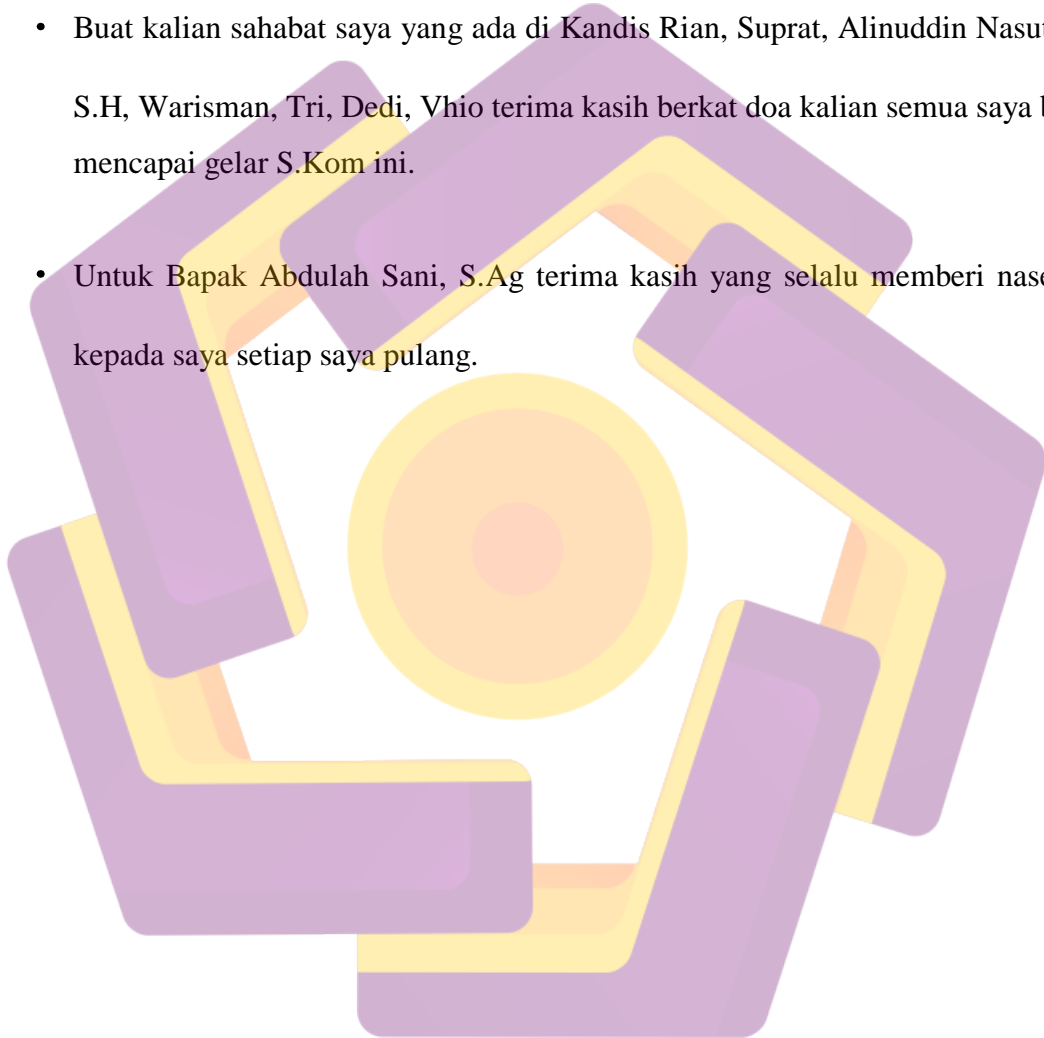 • Buat kalian sahabat saya yang ada di Kandis Rian, Suprat, Alinuddin Nasut
S.H, Warisman, Tri, Dedi, Vhio terima kasih berkat doa kalian semua saya b
mencapai gelar S.Kom ini.
• Untuk Bapak Abdulah Sani, S.Ag terima kasih yang selalu memberi nase
kepada saya setiap saya pulang.